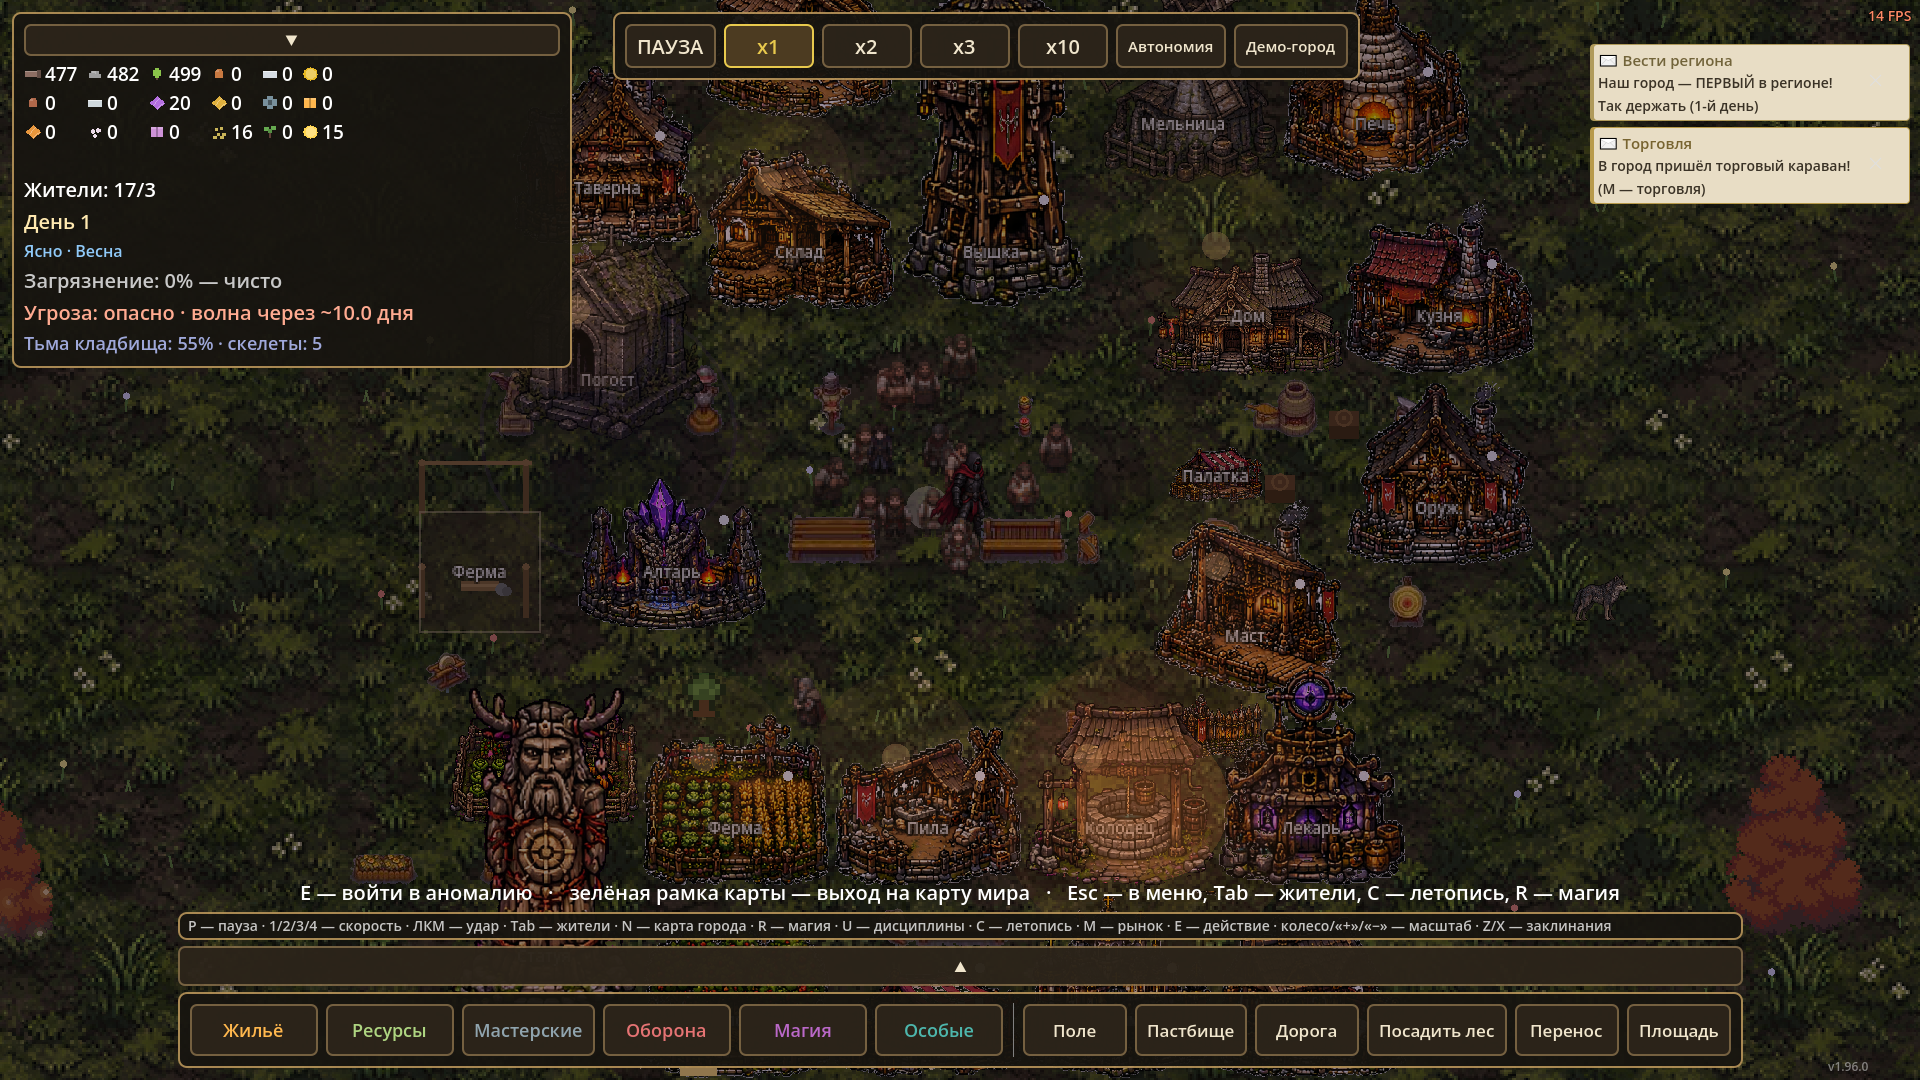 ▼
477 482 499 0 0 0
0 0 20 0 0 0
0 0 0 16 0 15
Жители: 17/3
День 1
Ясно · Весна
Загрязнение: 0% — чисто
Угроза: опасно · волна через ~10.0 дня
Тьма кладбища: 55% · скелеты: 5
ПАУЗА x1 x2 x3 x10 Автономия Демо-город
14 FPS
Вести региона
Наш город — ПЕРВЫЙ в регионе!
Так держать (1-й день)
Торговля
В город пришёл торговый караван!
(M — торговля)
Мельница
Печь
Таверна
Склад
Вышка
Дом
Кузня
Погост
Палатка
Оруж
Ферма
Алтарь
Маст
Ферма
Пила
Колодец
Лекарь
E — войти в аномалию · зелёная рамка карты — выход на карту мира · Esc — в меню, Tab — жители, C — летопись, R — магия
P — пауза · 1/2/3/4 — скорость · ЛКМ — удар · Tab — жители · N — карта города · R — магия · U — дисциплины · C — летопись · M — рынок · E — действие · колесо/«+»/«−» — масштаб · Z/X — заклинания
▲
Жильё Ресурсы Мастерские Оборона Магия Особые Поле Пастбище Дорога Посадить лес Перенос Площадь
v1.96.0